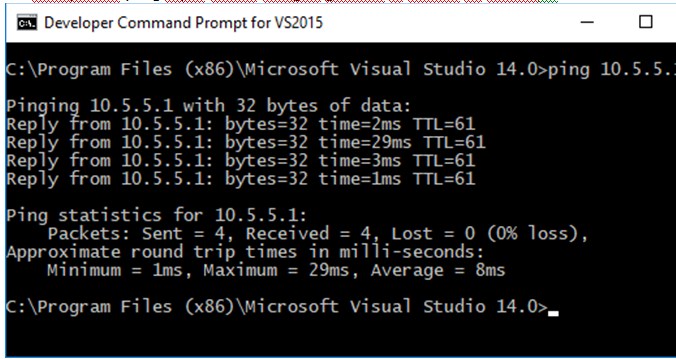 Developer Command Prompt for VS2015
C:\Program Files (x86)\Microsoft Visual Studio 14.0>ping 10.5.5.1
Pinging 10.5.5.1 with 32 bytes of data:
Reply from 10.5.5.1: bytes=32 time=2ms TTL=61
Reply from 10.5.5.1: bytes=32 time=29ms TTL=61
Reply from 10.5.5.1: bytes=32 time=3ms TTL=61
Reply from 10.5.5.1: bytes=32 time=1ms TTL=61
Ping statistics for 10.5.5.1:
Packets: Sent = 4, Received = 4, Lost = 0 (0% loss),
Approximate round trip times in milli-seconds:
Minimum = 1ms, Maximum = 29ms, Average = 8ms
C:\Program Files (x86)\Microsoft Visual Studio 14.0>